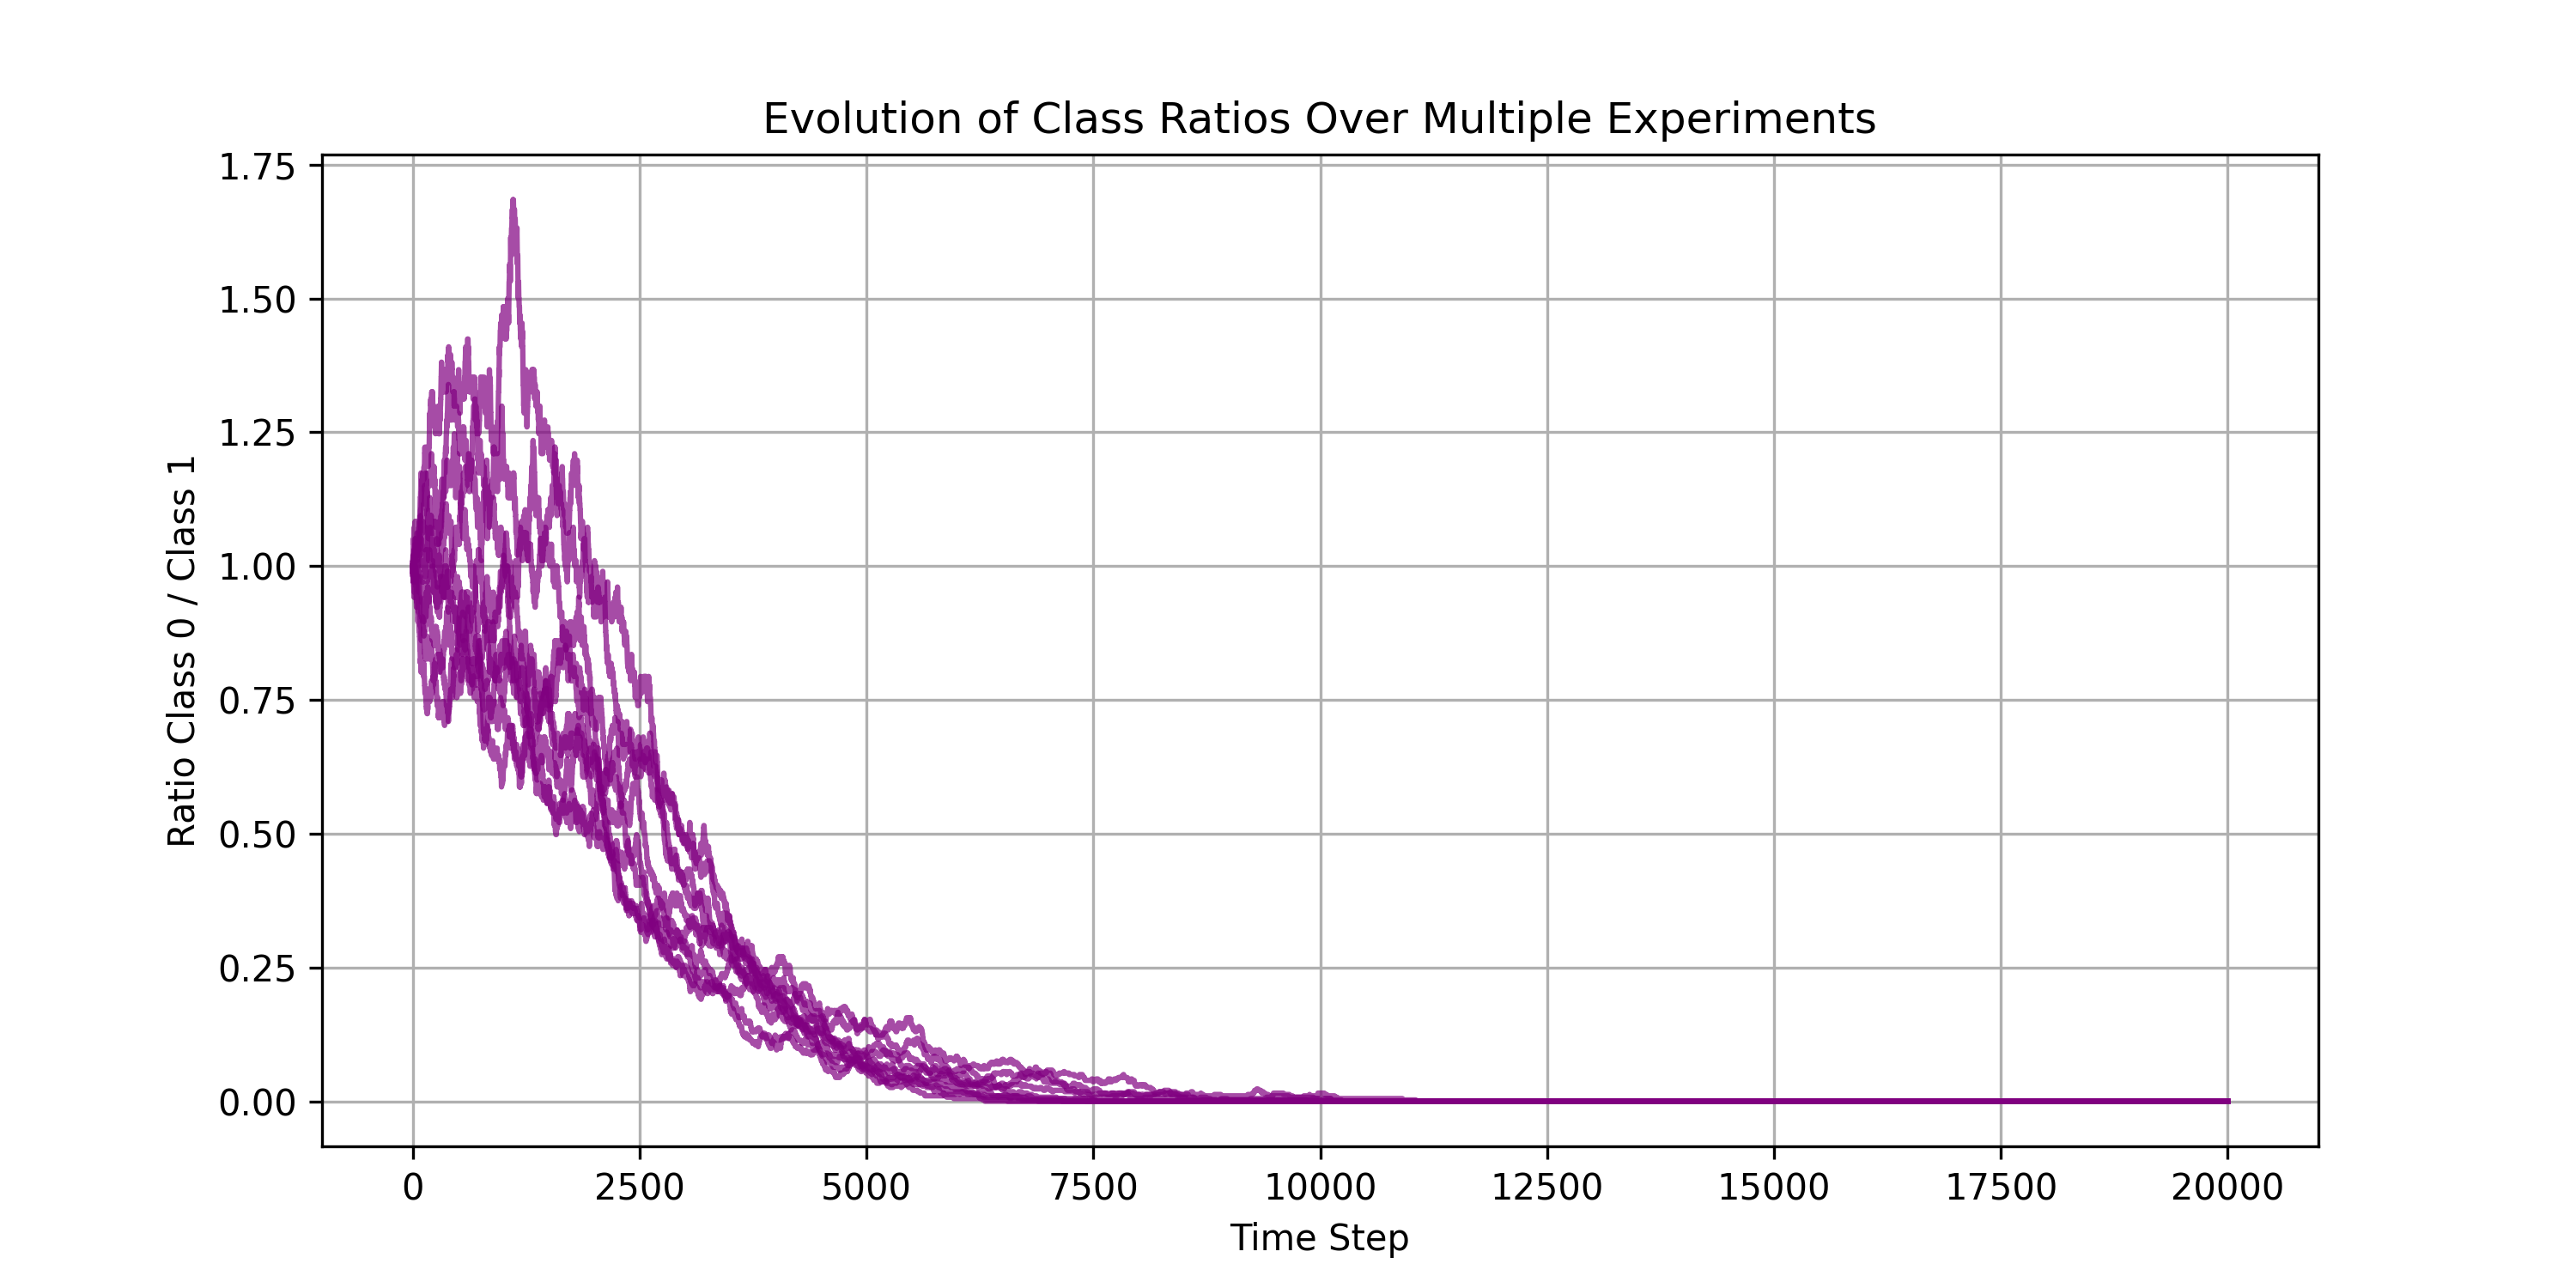 Evolution of Class Ratios Over Multiple Experiments
1.75
1.50
1.25
1.00
0.75
0.50
0.25
0.00
Ratio Class 0 / Class 1
0 2500 5000 7500 10000 12500 15000 17500 20000
Time Step